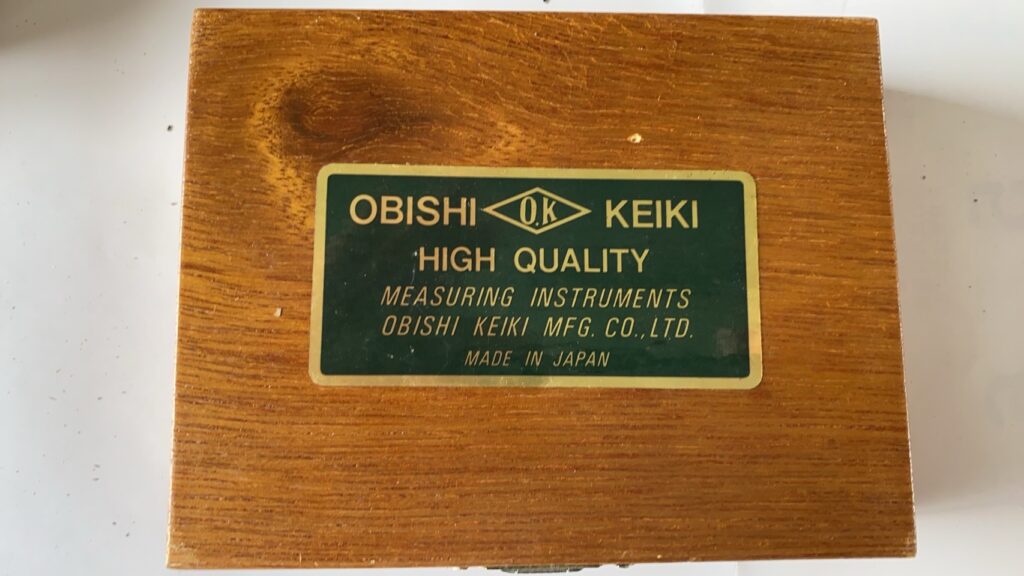 OBISHI O.K KEIKI
HIGH QUALITY
MEASURING INSTRUMENTS
OBISHI KEIKI MFG. CO., LTD.
MADE IN JAPAN